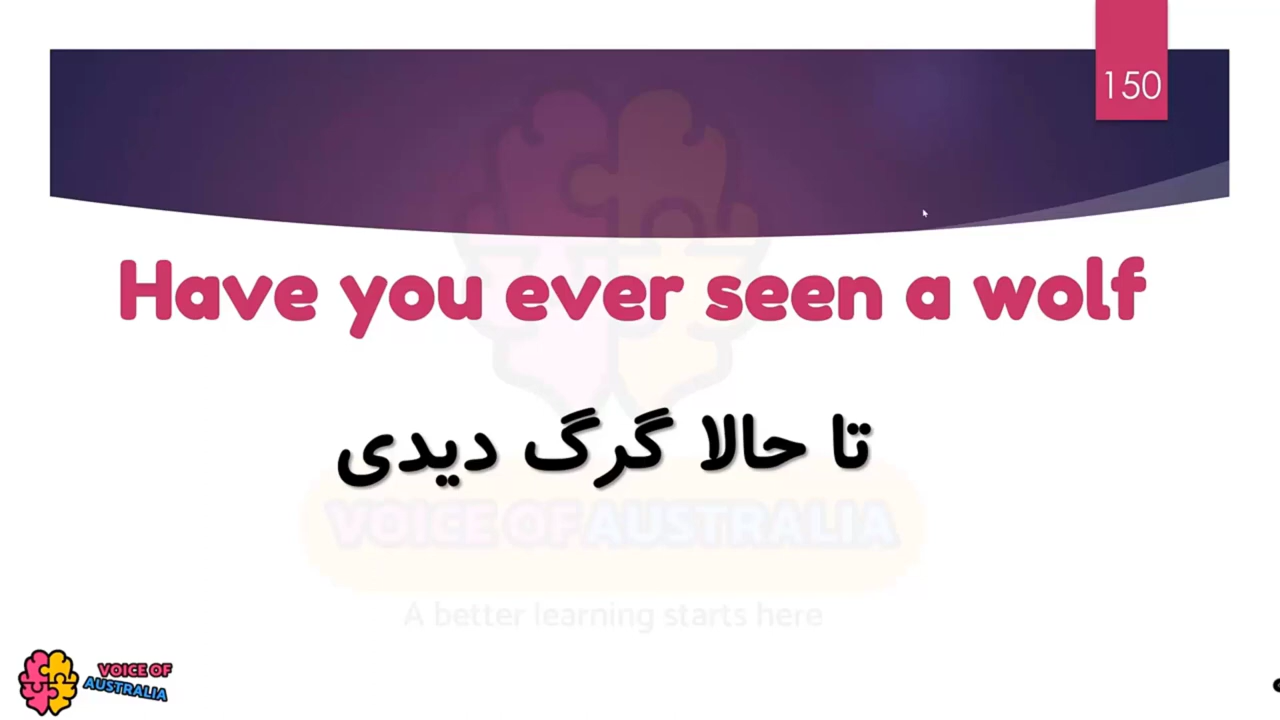 150
Have you ever seen a wolf
تا حالا گرگ دیدی
VOICE OF AUSTRALIA
A better learning starts here
VOICE OF
AUSTRALIA